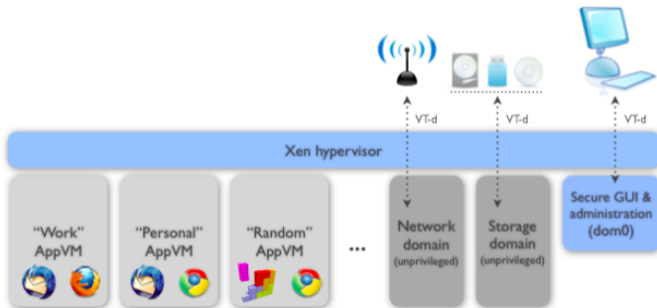 VT-d
VT-d
VT-d
Xen hypervisor
“Work”
AppVM
“Personal”
AppVM
“Random”
AppVM
...
Network
domain
(unprivileged)
Storage
domain
(unprivileged)
Secure GUI &
administration
(dom0)